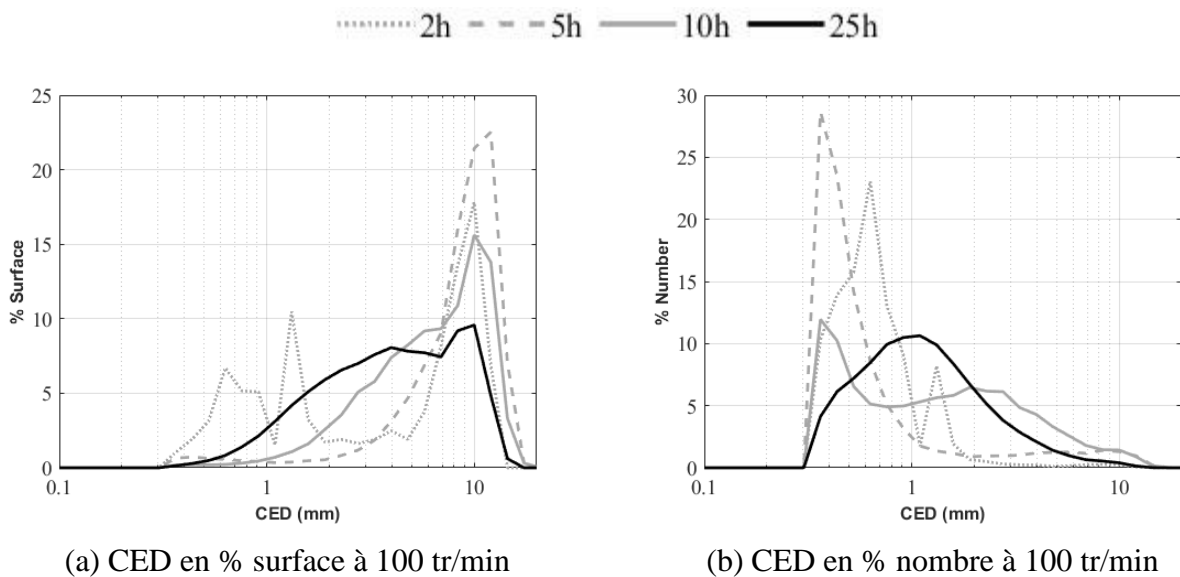 2h 5h 10h 25h
25
20
15
10
5
0
0.1 1 10
% Surface
CED (mm)
(a) CED en % surface à 100 tr/min
30
25
20
15
10
5
0
0.1 1 10
% Number
CED (mm)
(b) CED en % nombre à 100 tr/min